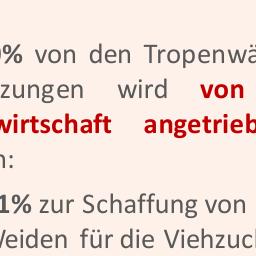 0% von den Tropenwä
zungen wird von
wirtschaft angetrieb
n:
1% zur Schaffung von
Weiden für die Viehzuc